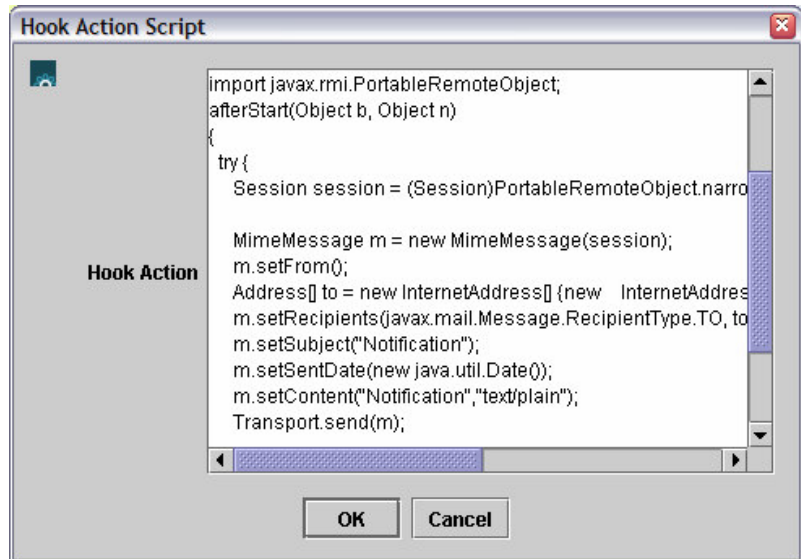 Hook Action Script
import javax.rmi.PortableRemoteObject;
afterStart(Object b, Object n)
{
try {
Session session = (Session)PortableRemoteObject.narro
MimeMessage m = new MimeMessage(session);
m.setFrom();
Hook Action
Address[] to = new InternetAddress[] {new    InternetAddres
m.setRecipients(javax.mail.Message.RecipientType.TO, to
m.setSubject("Notification");
m.setSentDate(new java.util.Date());
m.setContent("Notification","text/plain");
Transport.send(m);
OK
Cancel